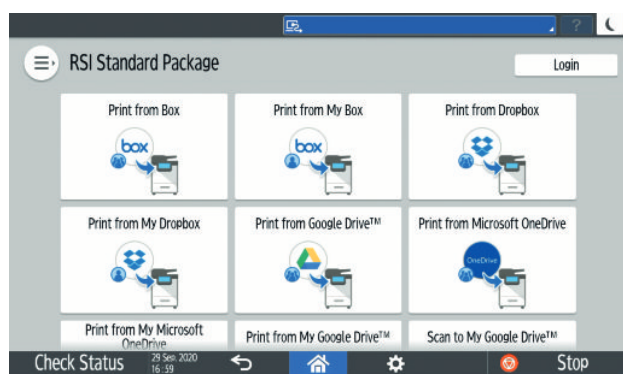 ?
RSI Standard Package
Login
Print from Box
Print from My Box
Print from Dropbox
box
box
Print from My Dropbox
Print from Google Drive™
Print from Microsoft OneDrive
OneDrive
Print from My Microsoft
OneDrive
Print from My Google Drive™
Scan to My Google Drive™
Check Status
29 Sep. 2020
16:59
Stop